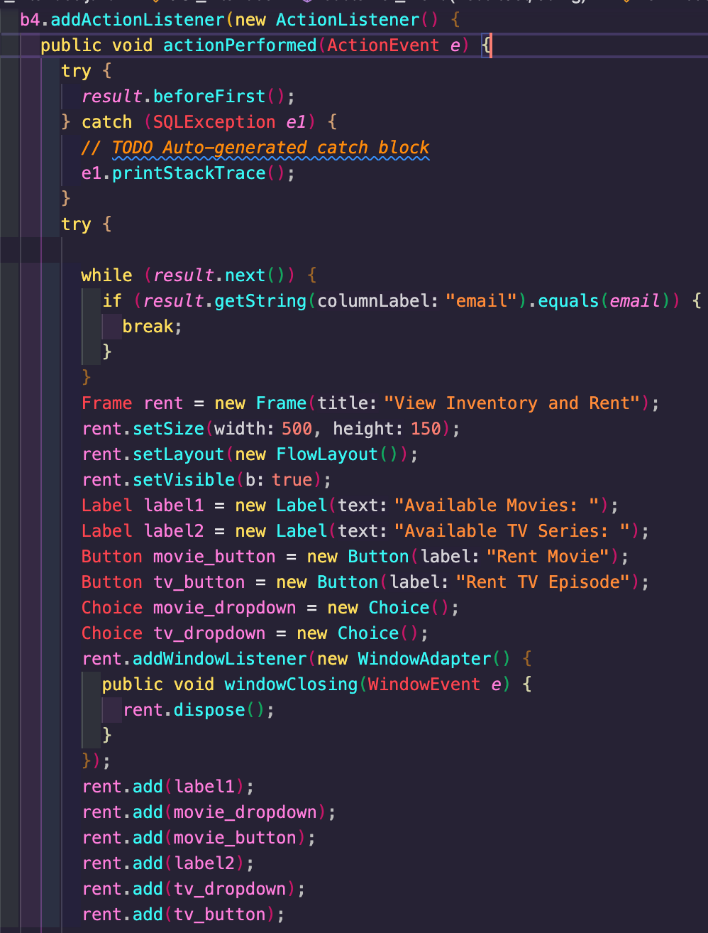 b4.addActionListener(new ActionListener() {
public void actionPerformed(ActionEvent e) {
try {
result.beforeFirst();
} catch (SQLException e1) {
// TODO Auto-generated catch block
e1.printStackTrace();
}
try {
while (result.next()) {
if (result.getString(columnLabel: "email").equals(email)) {
break;
}
}
Frame rent = new Frame(title: "View Inventory and Rent");
rent.setSize(width: 500, height: 150);
rent.setLayout(new FlowLayout());
rent.setVisible(b: true);
Label label1 = new Label(text: "Available Movies: ");
Label label2 = new Label(text: "Available TV Series: ");
Button movie_button = new Button(label: "Rent Movie");
Button tv_button = new Button(label: "Rent TV Episode");
Choice movie_dropdown = new Choice();
Choice tv_dropdown = new Choice();
rent.addWindowListener(new WindowAdapter() {
public void windowClosing(WindowEvent e) {
rent.dispose();
}
});
rent.add(label1);
rent.add(movie_dropdown);
rent.add(movie_button);
rent.add(label2);
rent.add(tv_dropdown);
rent.add(tv_button);